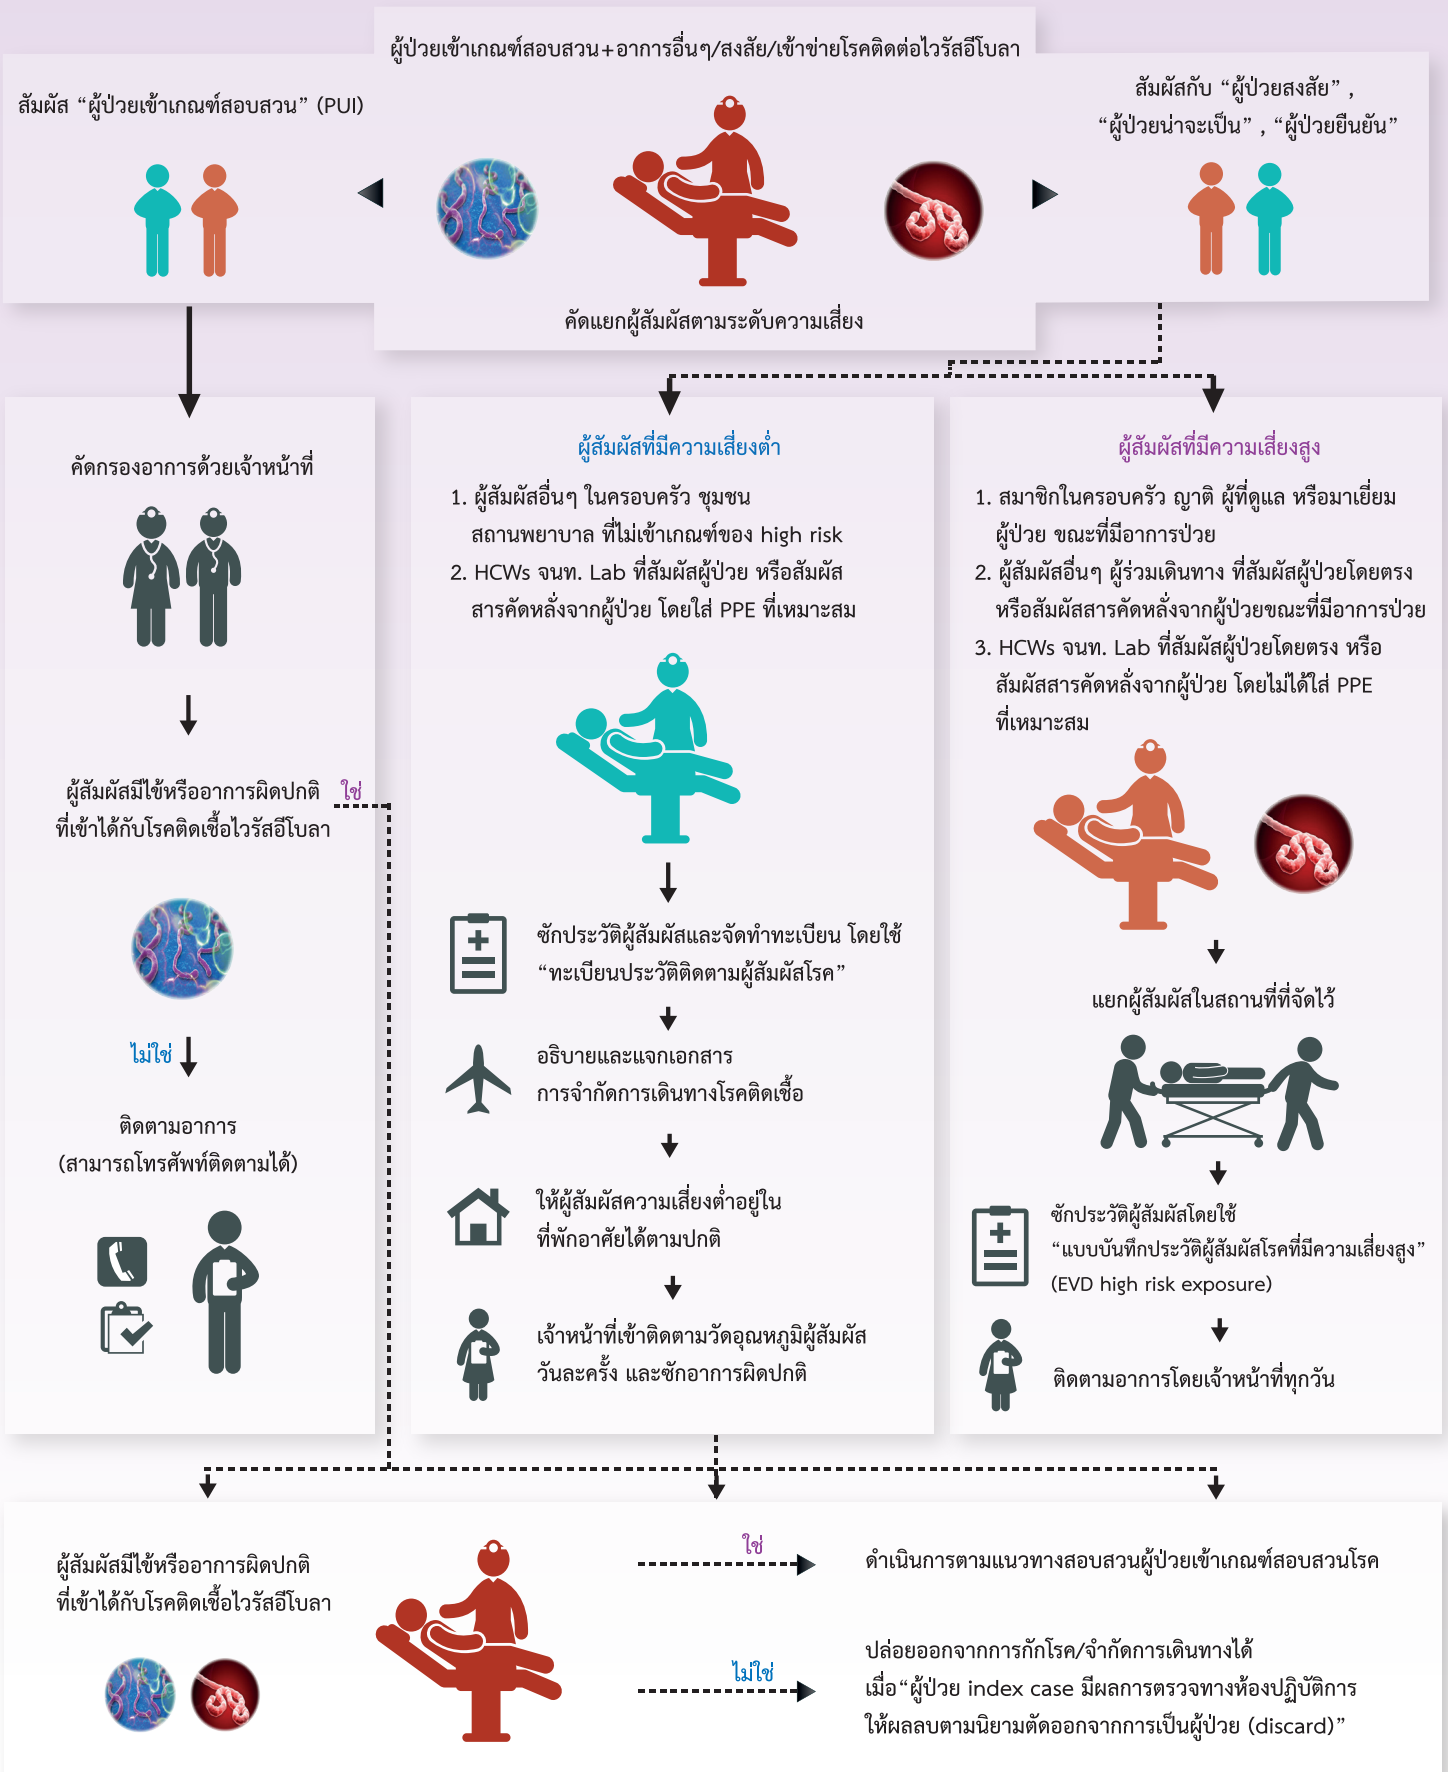 ผู้ป่วยเข้าเกณฑ์สอบสวน+อาการอื่นๆ/สงสัย/เข้าข่ายโรคติดต่อไวรัสอีโบลา
สัมผัส “ผู้ป่วยเข้าเกณฑ์สอบสวน” (PUI)
สัมผัสกับ “ผู้ป่วยสงสัย” ,
“ผู้ป่วยน่าจะเป็น” , “ผู้ป่วยยืนยัน”
คัดแยกผู้สัมผัสตามระดับความเสี่ยง
คัดกรองอาการด้วยเจ้าหน้าที่
ผู้สัมผัสมีไข้หรืออาการผิดปกติ
ที่เข้าได้กับโรคติดเชื้อไวรัสอีโบลา
ใช่
ไม่ใช่
ติดตามอาการ
(สามารถโทรศัพท์ติดตามได้)
ผู้สัมผัสที่มีความเสี่ยงต่ำ
1. ผู้สัมผัสอื่นๆ ในครอบครัว ชุมชน
สถานพยาบาล ที่ไม่เข้าเกณฑ์ของ high risk
2. HCWs จนท. Lab ที่สัมผัสผู้ป่วย หรือสัมผัส
สารคัดหลั่งจากผู้ป่วย โดยใส่ PPE ที่เหมาะสม
ซักประวัติผู้สัมผัสและจัดทำทะเบียน โดยใช้
“ทะเบียนประวัติติดตามผู้สัมผัสโรค”
อธิบายและแจกเอกสาร
การจำกัดการเดินทางโรคติดเชื้อ
ให้ผู้สัมผัสความเสี่ยงต่ำอยู่ใน
ที่พักอาศัยได้ตามปกติ
เจ้าหน้าที่เข้าติดตามวัดอุณหภูมิผู้สัมผัส
วันละครั้ง และซักอาการผิดปกติ
ผู้สัมผัสที่มีความเสี่ยงสูง
1. สมาชิกในครอบครัว ญาติ ผู้ที่ดูแล หรือมาเยี่ยม
ผู้ป่วย ขณะที่มีอาการป่วย
2. ผู้สัมผัสอื่นๆ ผู้ร่วมเดินทาง ที่สัมผัสผู้ป่วยโดยตรง
หรือสัมผัสสารคัดหลั่งจากผู้ป่วยขณะที่มีอาการป่วย
3. HCWs จนท. Lab ที่สัมผัสผู้ป่วยโดยตรง หรือ
สัมผัสสารคัดหลั่งจากผู้ป่วย โดยไม่ได้ใส่ PPE
ที่เหมาะสม
แยกผู้สัมผัสในสถานที่ที่จัดไว้
ซักประวัติผู้สัมผัสโดยใช้
“แบบบันทึกประวัติผู้สัมผัสโรคที่มีความเสี่ยงสูง”
(EVD high risk exposure)
ติดตามอาการโดยเจ้าหน้าที่ทุกวัน
ผู้สัมผัสมีไข้หรืออาการผิดปกติ
ที่เข้าได้กับโรคติดเชื้อไวรัสอีโบลา
ใช่
ดำเนินการตามแนวทางสอบสวนผู้ป่วยเข้าเกณฑ์สอบสวนโรค
ไม่ใช่
ปล่อยออกจากการกักโรค/จำกัดการเดินทางได้
เมื่อ“ผู้ป่วย index case มีผลการตรวจทางห้องปฏิบัติการ
ให้ผลลบตามนิยามตัดออกจากการเป็นผู้ป่วย (discard)”